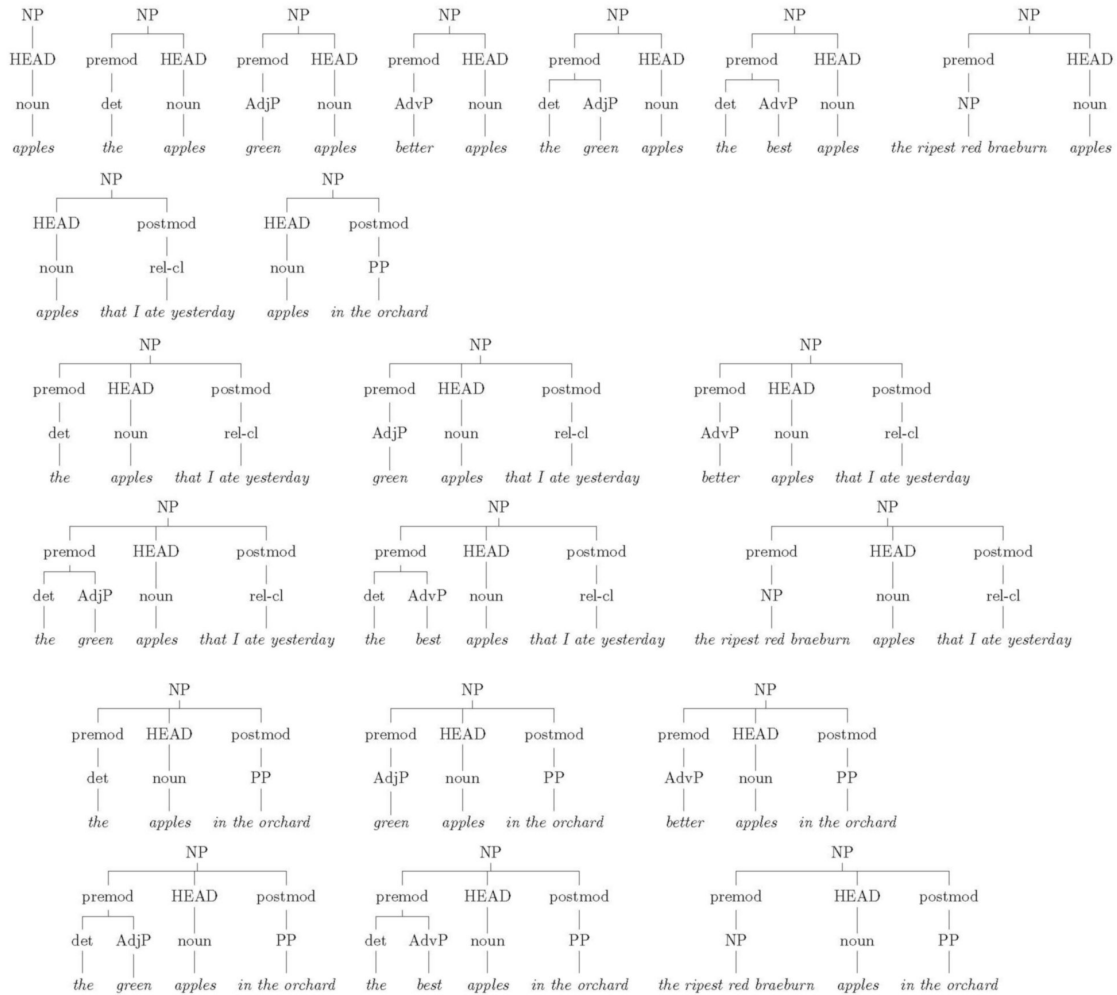 NP NP NP NP NP NP NP
HEAD premod HEAD premod HEAD premod HEAD premod HEAD premod HEAD premod HEAD
noun det noun AdjP noun AdvP noun det AdjP noun det AdvP noun NP noun
apples the apples green apples better apples the green apples the best apples the ripest red braeburn apples
NP NP
HEAD postmod HEAD postmod
noun rel-cl noun PP
apples that I ate yesterday apples in the orchard
NP NP NP
premod HEAD postmod premod HEAD postmod premod HEAD postmod
det noun rel-cl AdjP noun rel-cl AdvP noun rel-cl
the apples that I ate yesterday green apples that I ate yesterday better apples that I ate yesterday
NP NP NP
premod HEAD postmod premod HEAD postmod premod HEAD postmod
det AdjP noun rel-cl det AdvP noun rel-cl NP noun rel-cl
the green apples that I ate yesterday the best apples that I ate yesterday the ripest red braeburn apples that I ate yesterday
NP NP NP
premod HEAD postmod premod HEAD postmod premod HEAD postmod
det noun PP AdjP noun PP AdvP noun PP
the apples in the orchard green apples in the orchard better apples in the orchard
NP NP NP
premod HEAD postmod premod HEAD postmod premod HEAD postmod
det AdjP noun PP det AdvP noun PP NP noun PP
the green apples in the orchard the best apples in the orchard the ripest red braeburn apples in the orchard